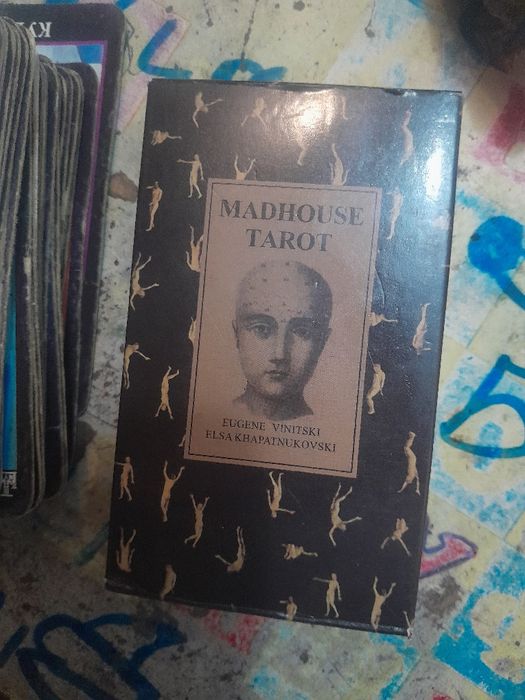 MADHOUSE
TAROT
EUGENE VINITSKI
ELSA KHAPATNUKOVSKI